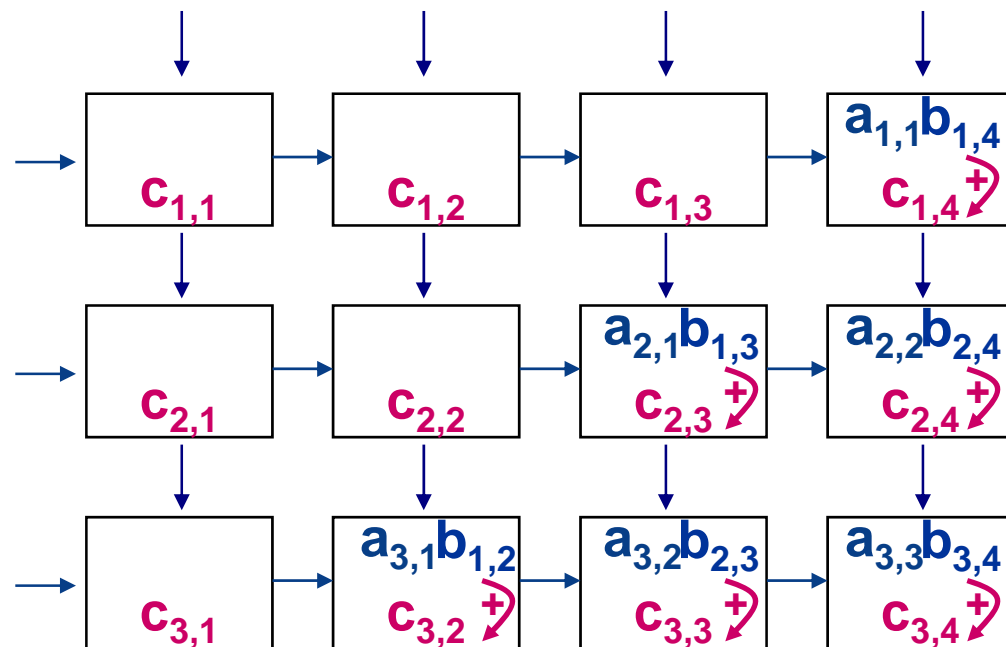 a1,1b1,4
c1,1 c1,2 c1,3 c1,4 +
a2,1b1,3 a2,2b2,4
c2,1 c2,2 c2,3 + c2,4 +
a3,1b1,2 a3,2b2,3 a3,3b3,4
c3,1 c3,2 + c3,3 + c3,4 +